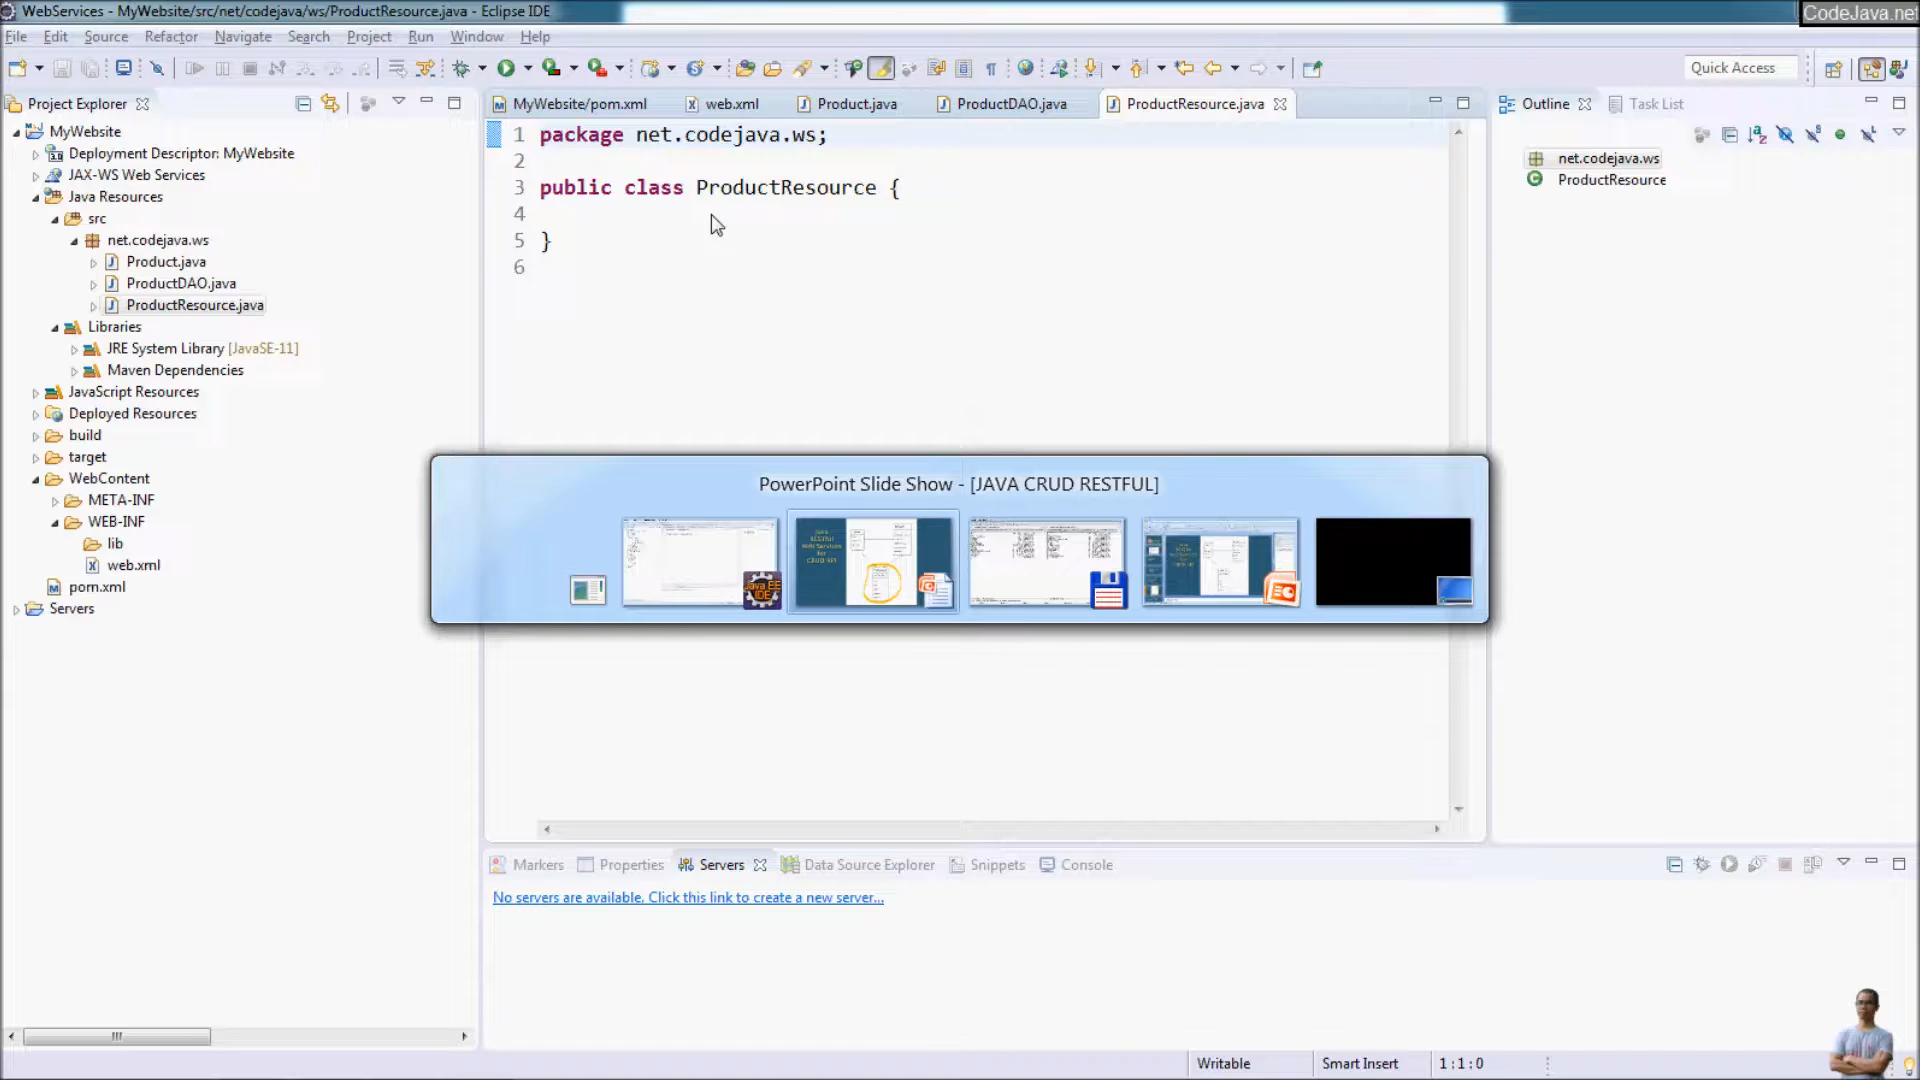 WebServices - MyWebsite/src/net/codejava/ws/ProductResource.java - Eclipse IDE
CodeJava.net
File Edit Source Refactor Navigate Search Project Run Window Help
Quick Access
Project Explorer
MyWebsite
Deployment Descriptor: MyWebsite
JAX-WS Web Services
Java Resources
src
net.codejava.ws
Product.java
ProductDAO.java
ProductResource.java
Libraries
JRE System Library [JavaSE-11]
Maven Dependencies
JavaScript Resources
Deployed Resources
build
target
WebContent
META-INF
WEB-INF
lib
web.xml
pom.xml
Servers
MyWebsite/pom.xml web.xml Product.java ProductDAO.java ProductResource.java
1 package net.codejava.ws;
2
3 public class ProductResource {
4
5 }
6
Outline Task List
net.codejava.ws
ProductResource
PowerPoint Slide Show - [JAVA CRUD RESTFUL]
Java EE
IDE
Markers Properties Servers Data Source Explorer Snippets Console
No servers are available. Click this link to create a new server...
Writable Smart Insert 1:1:0